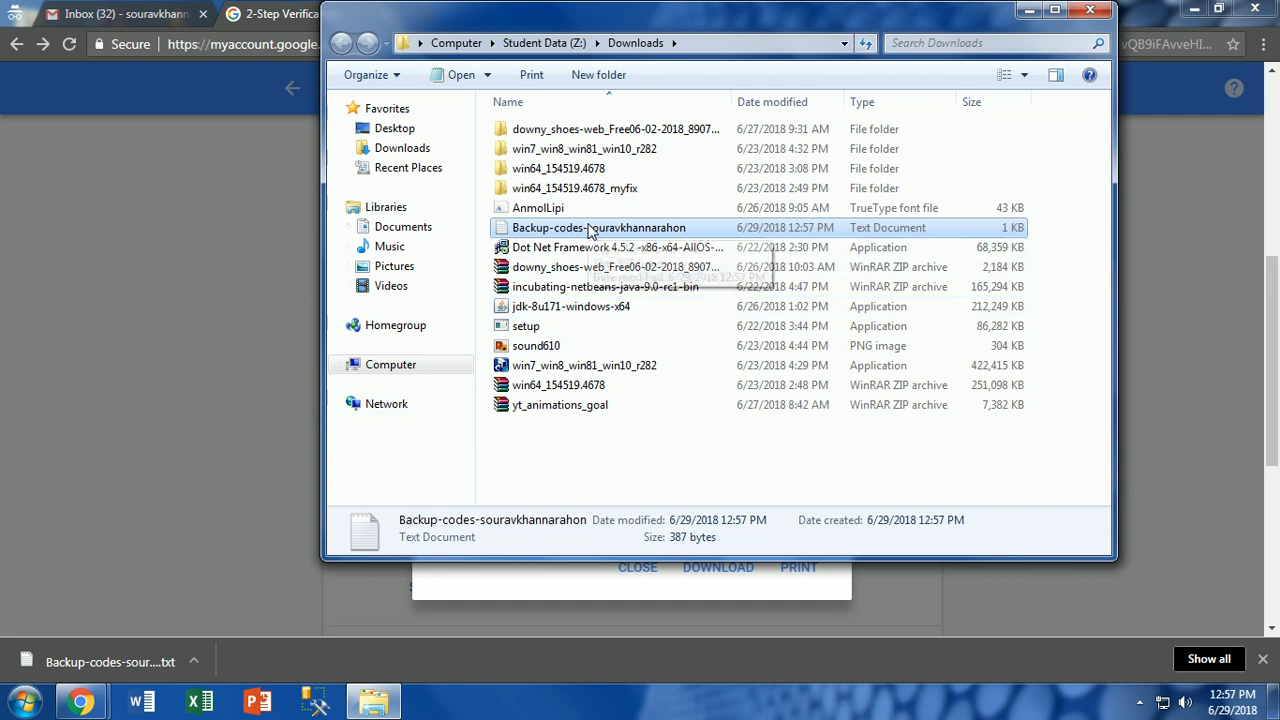 Inbox (32) - souravkhann
2-Step Verifica
Secure
https://myaccount.google.
vQB9iFAvveHI...
Computer
Student Data (Z:)
Downloads
Search Downloads
Organize
Open
Print
New folder
Name
Date modified
Type
Size
Favorites
Desktop
Downloads
Recent Places
Libraries
Documents
Music
Pictures
Videos
Homegroup
Computer
Network
downy_shoes-web_Free06-02-2018_8907... 6/27/2018 9:31 AM File folder
win7_win8_win81_win10_r282 6/23/2018 4:32 PM File folder
win64_154519.4678 6/23/2018 3:08 PM File folder
win64_154519.4678_myfix 6/23/2018 2:49 PM File folder
AnmolLipi 6/26/2018 9:05 AM TrueType font file 43 KB
Backup-codes-souravkhannarahon 6/29/2018 12:57 PM Text Document 1 KB
Dot Net Framework 4.5.2 -x86-x64-AllOS-... 6/22/2018 2:30 PM Application 68,359 KB
downy_shoes-web_Free06-02-2018_8907... 6/26/2018 10:03 AM WinRAR ZIP archive 2,184 KB
incubating-netbeans-java-9.0-rc1-bin 6/22/2018 4:47 PM WinRAR ZIP archive 165,294 KB
jdk-8u171-windows-x64 6/26/2018 1:02 PM Application 212,249 KB
setup 6/22/2018 3:44 PM Application 86,282 KB
sound610 6/23/2018 4:44 PM PNG image 304 KB
win7_win8_win81_win10_r282 6/23/2018 4:29 PM Application 422,415 KB
win64_154519.4678 6/23/2018 2:48 PM WinRAR ZIP archive 251,098 KB
yt_animations_goal 6/27/2018 8:42 AM WinRAR ZIP archive 7,382 KB
Backup-codes-souravkhannarahon Date modified: 6/29/2018 12:57 PM Date created: 6/29/2018 12:57 PM
Text Document Size: 387 bytes
CLOSE DOWNLOAD PRINT
Backup-codes-sour....txt
Show all
12:57 PM
6/29/2018